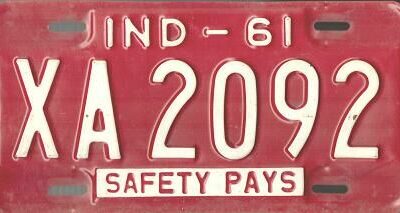 IND - 61
XA 2092
SAFETY PAYS